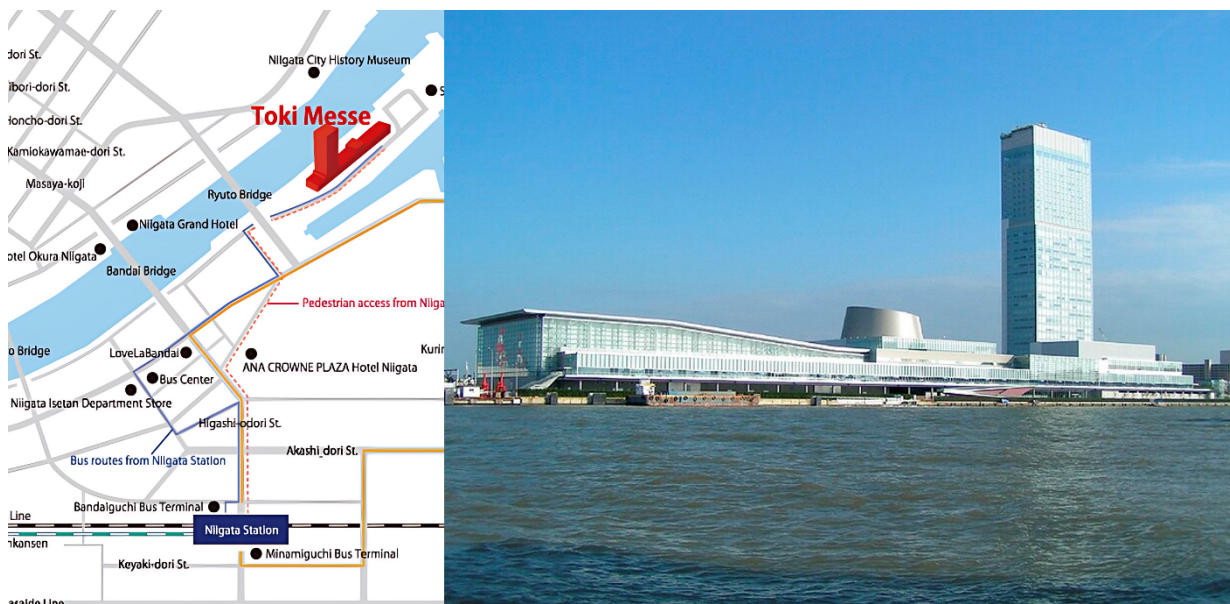 dori St.
Niigata City History Museum
ibori-dori St.
S
Toki Messe
Honcho-dori St.
Kamiokawamae-dori St.
Masaya-koji
Ryuto Bridge
Niigata Grand Hotel
otel Okura Niigata
Bandai Bridge
Pedestrian access from Niiga
o Bridge
LoveLaBandai
Kurin
ANA CROWNE PLAZA Hotel Niigata
Bus Center
Niigata Isetan Department Store
Higashi-odori St.
Akashi_dori St.
Bus routes from Niigata Station
Bandaiguchi Bus Terminal
Line
Niigata Station
nkansen
Minamiguchi Bus Terminal
Keyaki-dori St.